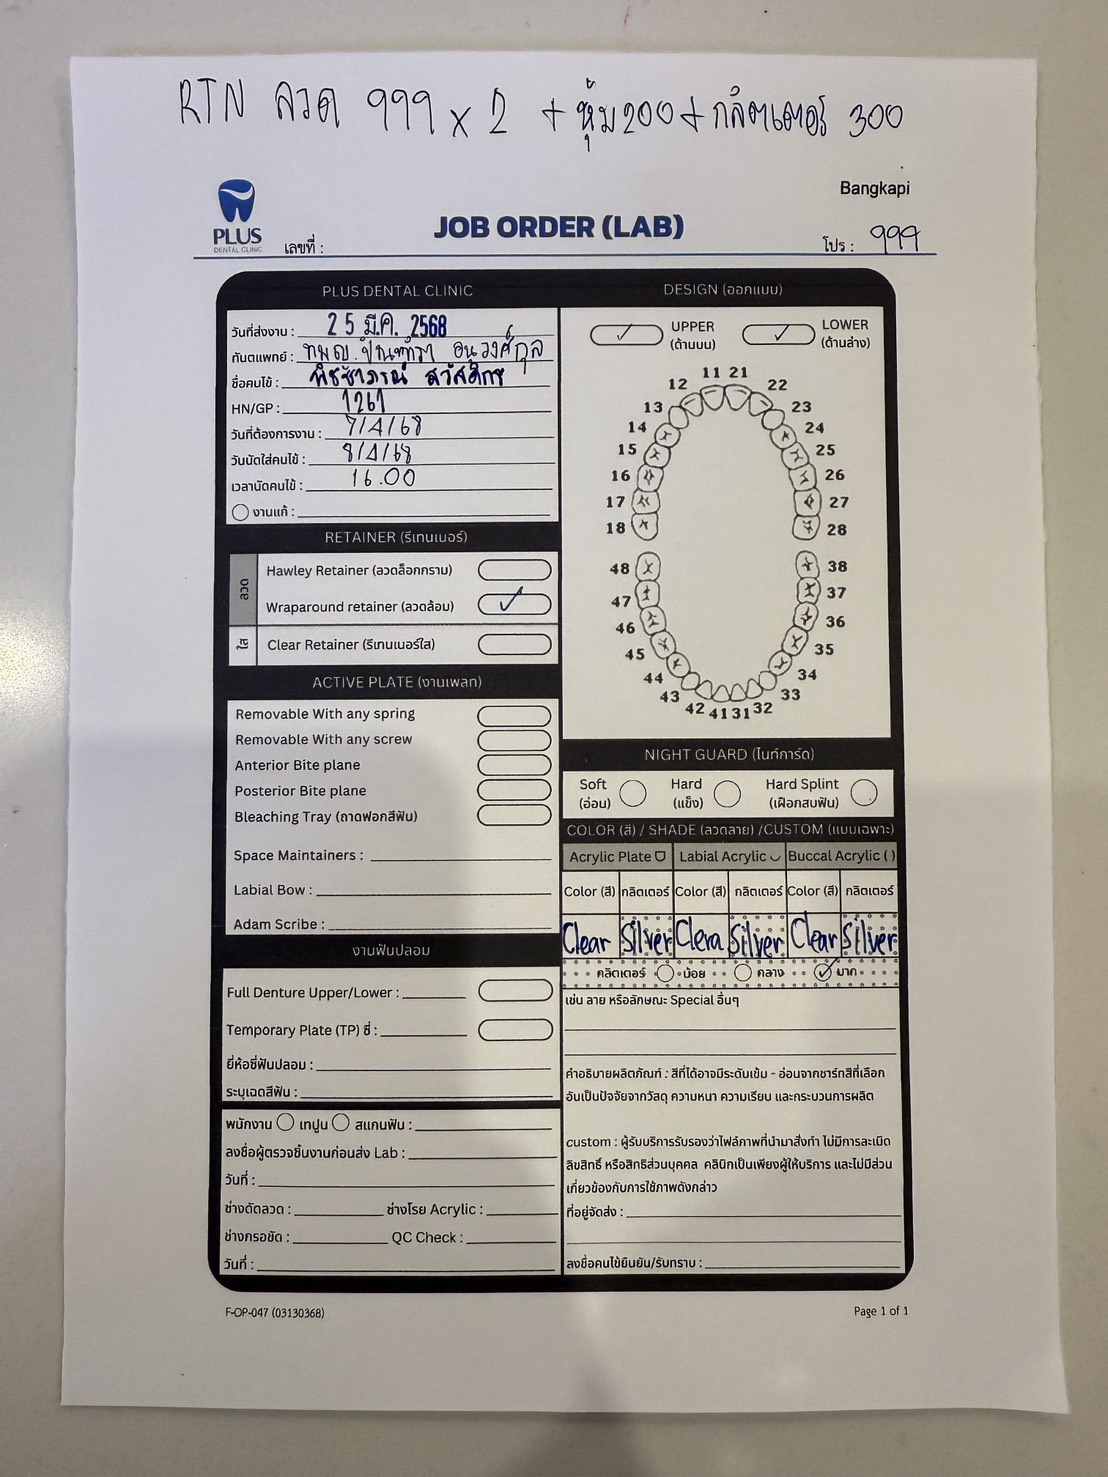 RTN ลวด 999 x 2 + หุ้ม 200 + กลิตเตอร์ 300
Bangkapi
PLUS
DENTAL CLINIC
JOB ORDER (LAB)
เลขที่ :
โปร : 999
PLUS DENTAL CLINIC
วันที่ส่งงาน : 25 มี.ค. 2568
ทันตแพทย์ : ทพญ.
ชื่อคนไข้ :
HN/GP : 1261
วันที่ต้องการงาน : 7/4/68
วันนัดใส่คนไข้ : 8/4/68
เวลานัดคนไข้ : 16.00
งานแก้ :
RETAINER (รีเทนเนอร์)
ลวด
Hawley Retainer (ลวดล็อกกราม)
Wraparound retainer (ลวดล้อม) ✓
ใส
Clear Retainer (รีเทนเนอร์ใส)
ACTIVE PLATE (งานเพลท)
Removable With any spring
Removable With any screw
Anterior Bite plane
Posterior Bite plane
Bleaching Tray (ถาดฟอกสีฟัน)
Space Maintainers :
Labial Bow :
Adam Scribe :
งานฟันปลอม
Full Denture Upper/Lower :
Temporary Plate (TP) ซี่ :
ยี่ห้อซี่ฟันปลอม :
ระบุเฉดสีฟัน :
พนักงาน เทปูน สแกนฟัน :
ลงชื่อผู้ตรวจชิ้นงานก่อนส่ง Lab :
วันที่ :
ช่างดัดลวด : ช่างโรย Acrylic :
ช่างกรอขัด : QC Check :
วันที่ :
DESIGN (ออกแบบ)
✓ UPPER ✓ LOWER
(ด้านบน) (ด้านล่าง)
11 21
12 22
13 23
14 24
15 25
16 26
17 27
18 28
48 38
47 37
46 36
45 35
44 34
43 33
42 41 31 32
NIGHT GUARD (ไนท์การ์ด)
Soft Hard Hard Splint
(อ่อน) (แข็ง) (เฝือกสบฟัน)
COLOR (สี) / SHADE (ลวดลาย) /CUSTOM (แบบเฉพาะ)
Acrylic Plate Labial Acrylic Buccal Acrylic ( )
Color (สี) กลิตเตอร์ Color (สี) กลิตเตอร์ Color (สี) กลิตเตอร์
Clear Silver Clera Silver Clear Silver
กลิตเตอร์ น้อย กลาง ✓ มาก
เช่น ลาย หรือลักษณะ Special อื่นๆ
คำอธิบายผลิตภัณฑ์ : สีที่ได้อาจมีระดับเข้ม - อ่อนจากชาร์ทสีที่เลือก
อันเป็นปัจจัยจากวัสดุ ความหนา ความเรียบ และกระบวนการผลิต
custom : ผู้รับบริการรับรองว่าไฟล์ภาพที่นำมาสั่งทำ ไม่มีการละเมิด
ลิขสิทธิ์ หรือสิทธิส่วนบุคคล คลินิกเป็นเพียงผู้ให้บริการ และไม่มีส่วน
เกี่ยวข้องกับการใช้ภาพดังกล่าว
ที่อยู่จัดส่ง :
ลงชื่อคนไข้ยืนยัน/รับทราบ :
F-OP-047 (03130368)
Page 1 of 1